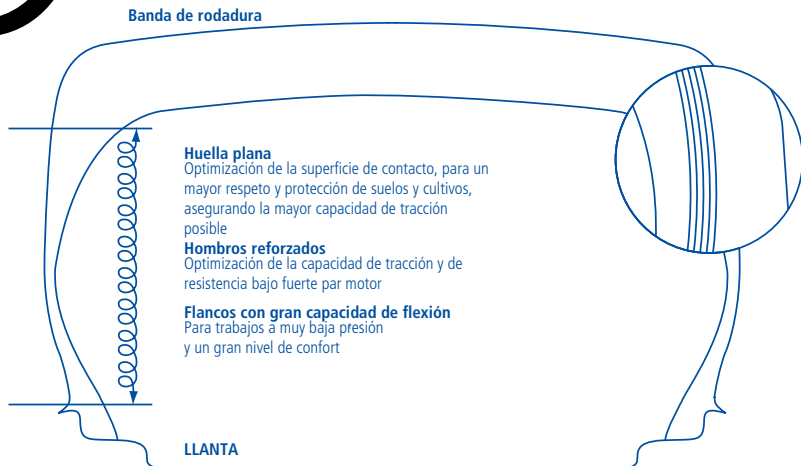 Banda de rodadura
Huella plana
Optimización de la superficie de contacto, para un
mayor respeto y protección de suelos y cultivos,
asegurando la mayor capacidad de tracción
posible
Hombros reforzados
Optimización de la capacidad de tracción y de
resistencia bajo fuerte par motor
Flancos con gran capacidad de flexión
Para trabajos a muy baja presión
y un gran nivel de confort
LLANTA